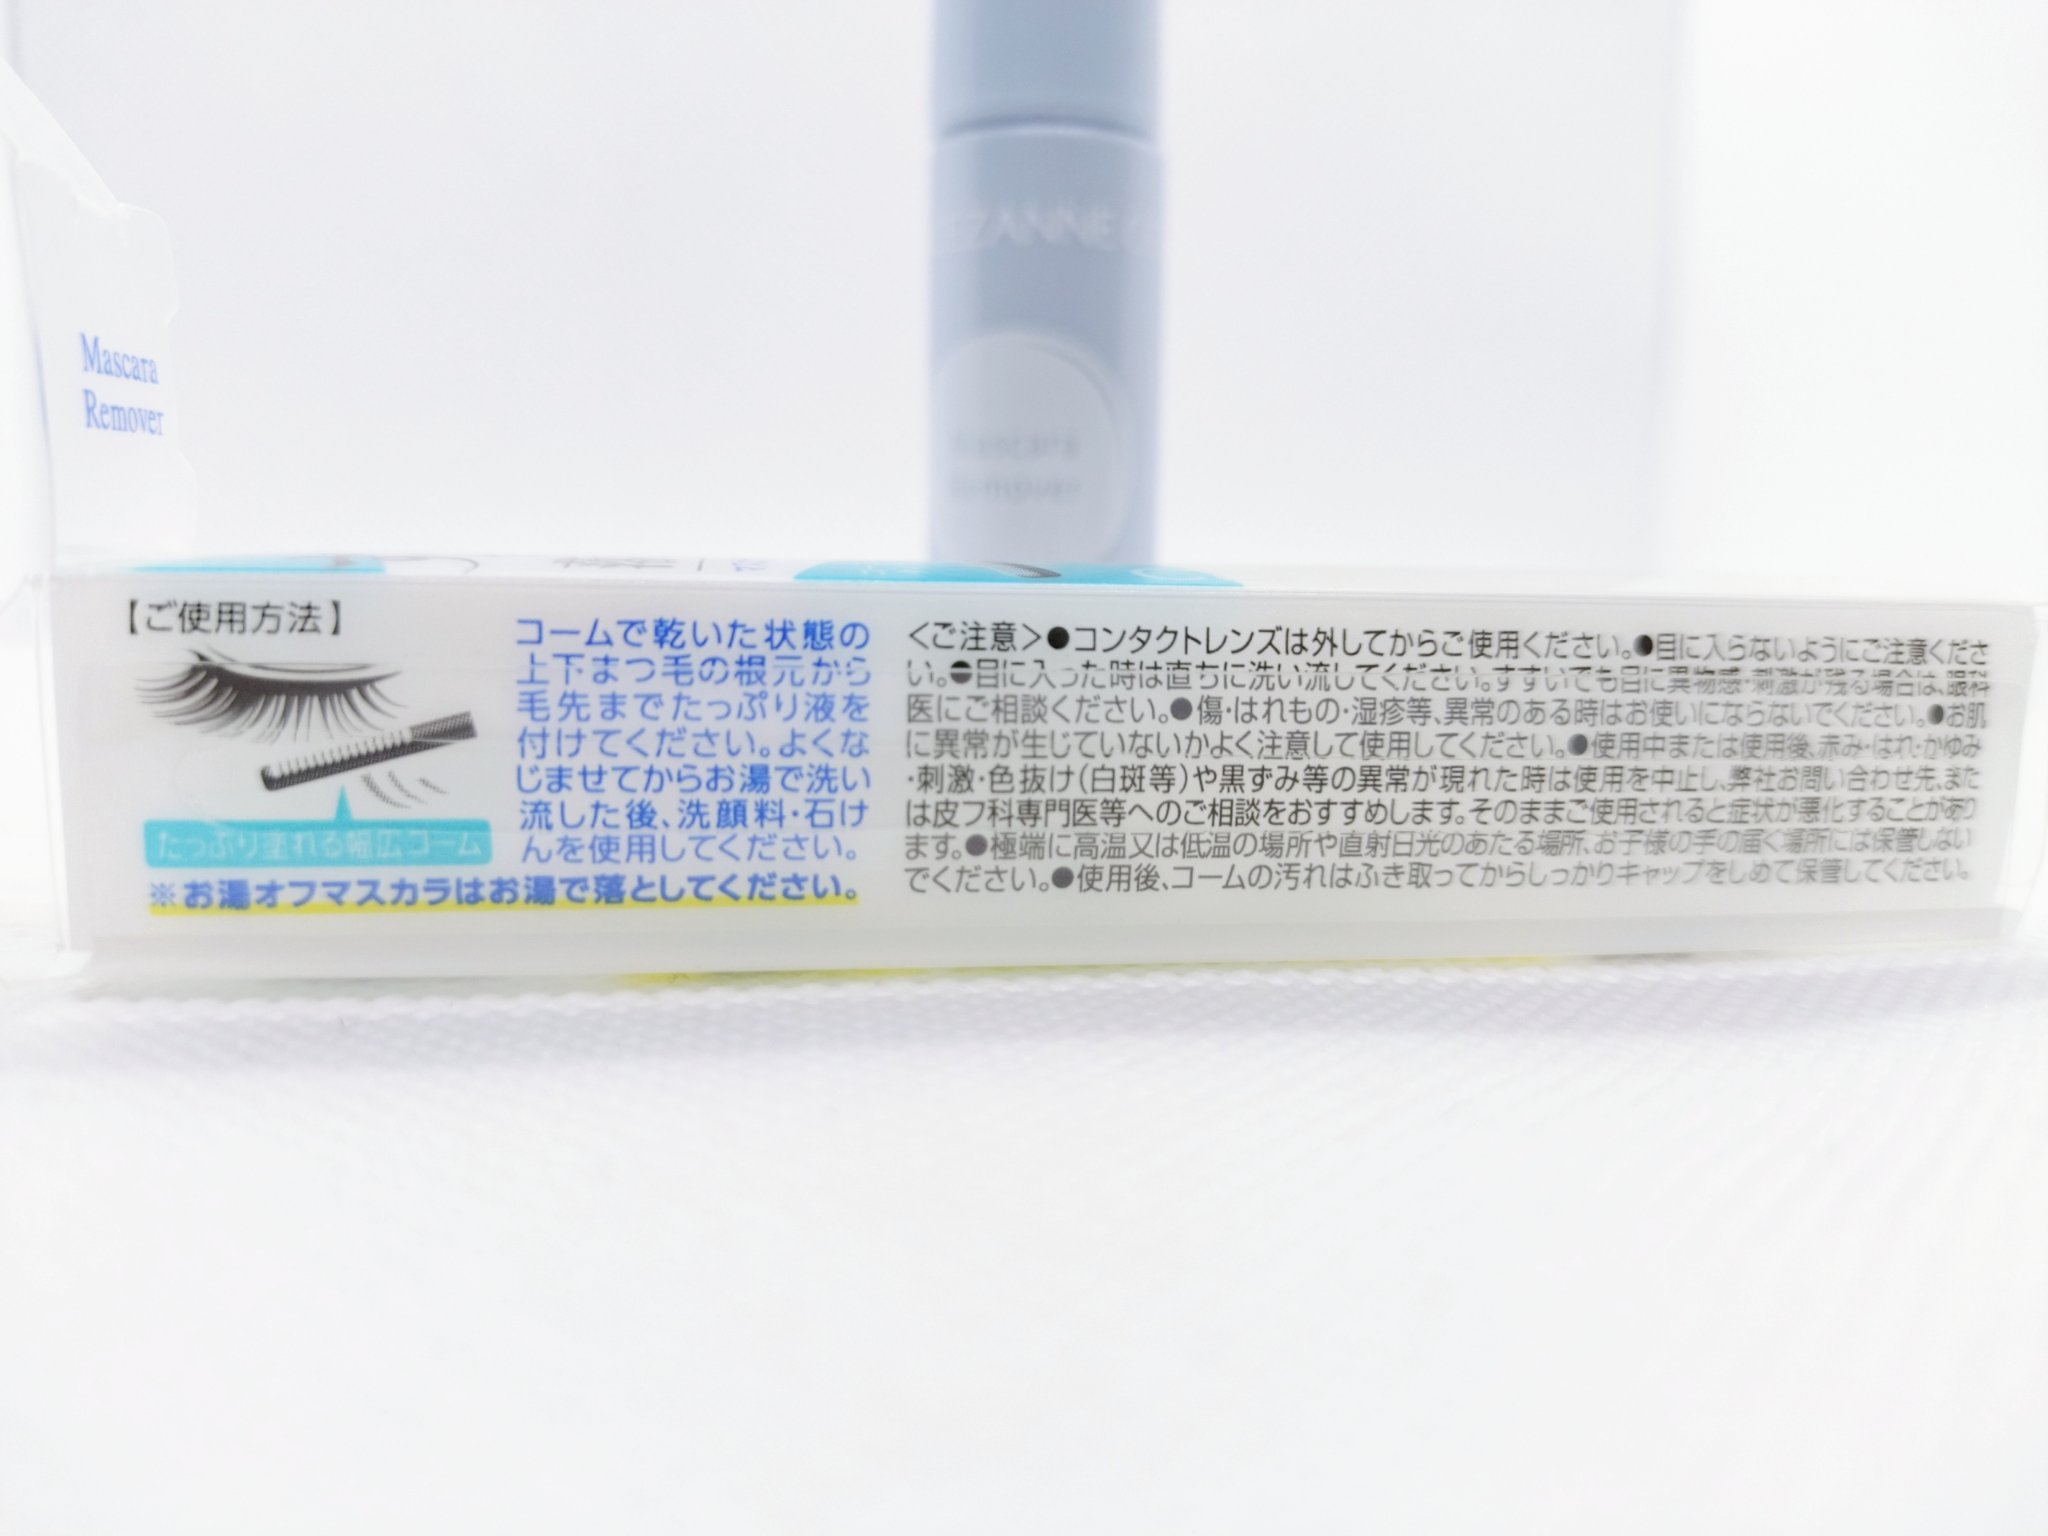 ZANNE
Mascara
Remover
【ご使用方法】
たっぷり塗れる幅広コーム
コームで乾いた状態の
上下まつ毛の根元から
毛先までたっぷり液を
付けてください。よくな
じませてからお湯で洗い
流した後、洗顔料・石け
んを使用してください。
※お湯オフマスカラはお湯で落としてください。
＜ご注意＞●コンタクトレンズは外してからご使用ください。●目に入らないようにご注意くださ
い。●目に入った時は直ちに洗い流してください。すすいでも目に異物感・刺激が残る場合は、眼科
医にご相談ください。●傷・はれもの・湿疹等、異常のある時はお使いにならないでください。●お肌
に異常が生じていないかよく注意して使用してください。●使用中または使用後、赤み・はれ・かゆみ
・刺激・色抜け(白斑等)や黒ずみ等の異常が現れた時は使用を中止し、弊社お問い合わせ先、また
は皮フ科専門医等へのご相談をおすすめします。そのままご使用されると症状が悪化することがあり
ます。●極端に高温又は低温の場所や直射日光のあたる場所、お子様の手の届く場所には保管しない
でください。●使用後、コームの汚れはふき取ってからしっかりキャップをしめて保管してください。